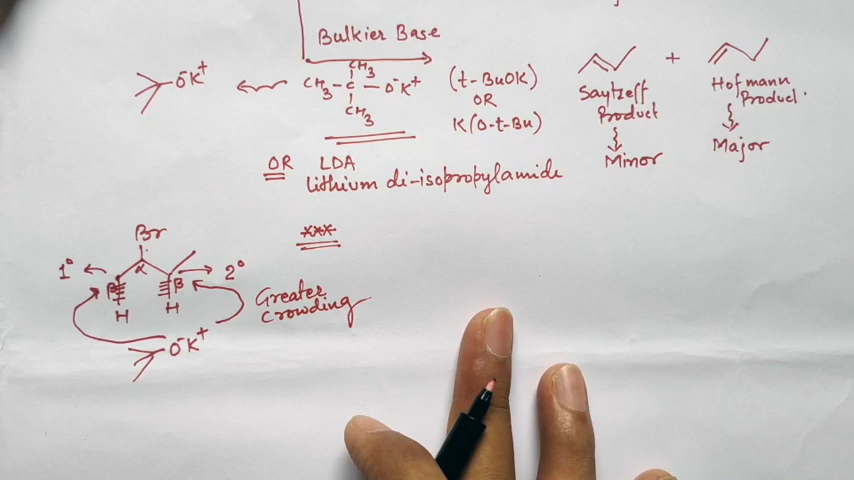 Bulkier Base
CH3
CH3-C-O-K+
CH3
O-K+
(t-BuOK)
OR
K(O-t-Bu)
+
Saytzeff
Product
Minor
Hofmann
Product.
Major
OR LDA
lithium di-isopropylamide
***
Br
α
1° β β 2°
H H
Greater
crowding
O-K+